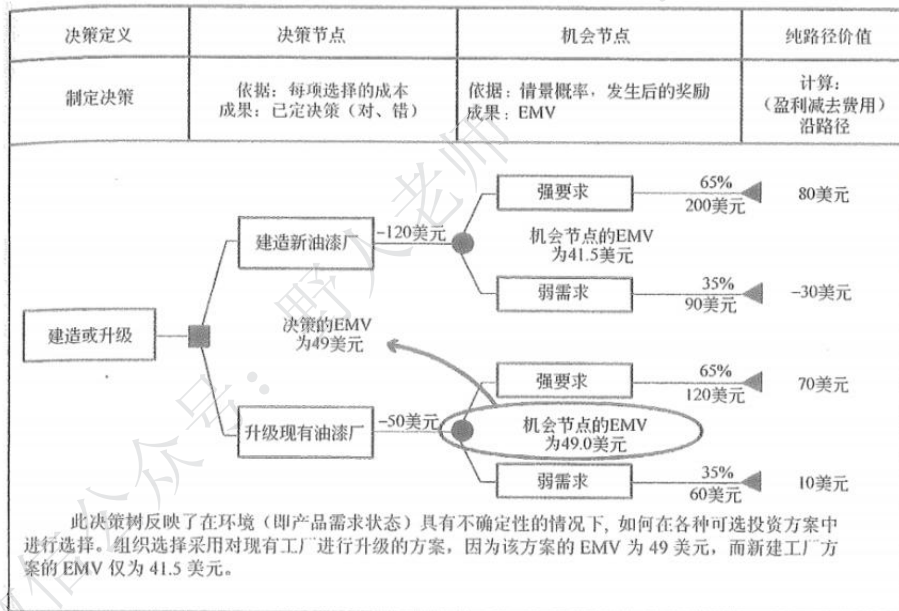 决策定义 决策节点 机会节点 纯路径价值
制定决策
依据：每项选择的成本
成果：已定决策（对、错）
依据：情景概率，发生后的奖励
成果：EMV
计算：
（盈利减去费用）
沿路径
强要求 65% 200美元 80美元
建造新油漆厂 -120美元
机会节点的EMV
为41.5美元
弱需求 35% 90美元 -30美元
建造或升级
决策的EMV
为49美元
强要求 65% 120美元 70美元
升级现有油漆厂 -50美元
机会节点的EMV
为49.0美元
弱需求 35% 60美元 10美元
此决策树反映了在环境（即产品需求状态）具有不确定性的情况下，如何在各种可选投资方案中
进行选择。组织选择采用对现有工厂进行升级的方案，因为该方案的 EMV 为 49 美元，而新建工厂方
案的 EMV 仅为 41.5 美元。
微信公众号：野人老师